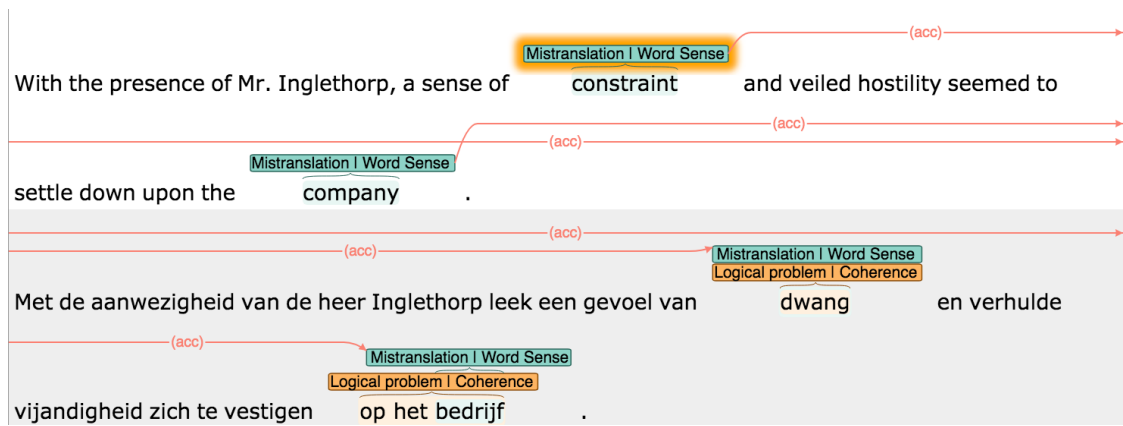 (acc)
Mistranslation | Word Sense
With the presence of Mr. Inglethorp, a sense of constraint and veiled hostility seemed to
(acc)
(acc)
Mistranslation | Word Sense
settle down upon the company .
(acc)
(acc)
Mistranslation | Word Sense
Logical problem | Coherence
Met de aanwezigheid van de heer Inglethorp leek een gevoel van dwang en verhulde
(acc)
Mistranslation | Word Sense
Logical problem | Coherence
vijandigheid zich te vestigen op het bedrijf .